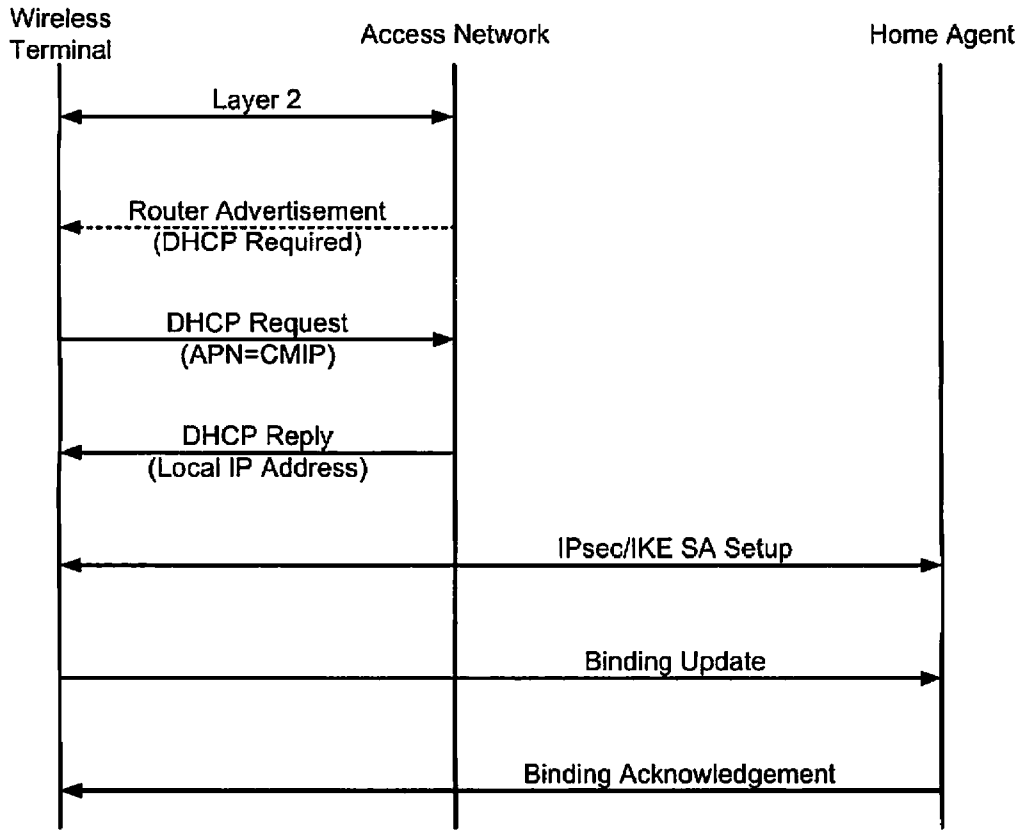 Wireless
Terminal
Access Network
Home Agent
Layer 2
Router Advertisement
(DHCP Required)
DHCP Request
(APN=CMIP)
DHCP Reply
(Local IP Address)
IPsec/IKE SA Setup
Binding Update
Binding Acknowledgement